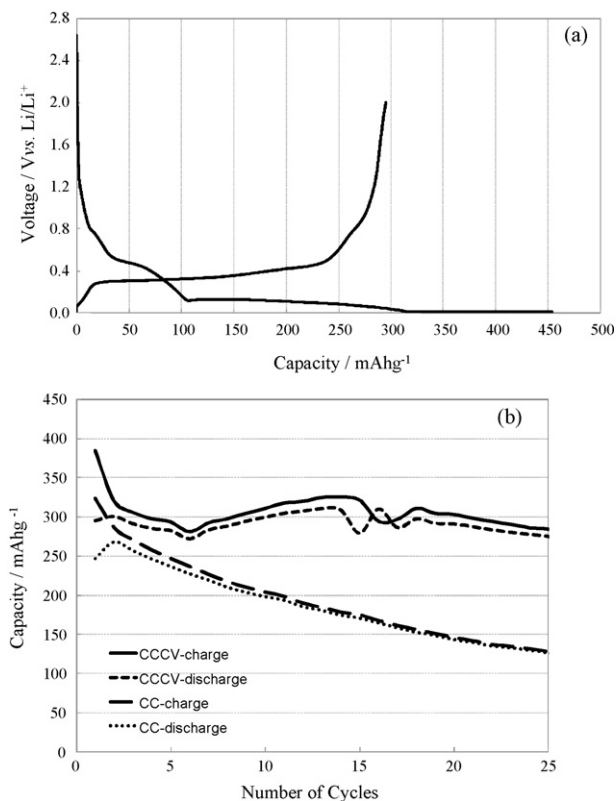 (a)
2.8
2.4
2.0
1.6
1.2
0.8
0.4
0.0
Voltage / Vvs. Li/Li+
0 50 100 150 200 250 300 350 400 450 500
Capacity / mAhg-1
(b)
450
400
350
300
250
200
150
100
50
0
Capacity / mAhg-1
CCCV-charge
CCCV-discharge
CC-charge
CC-discharge
0 5 10 15 20 25
Number of Cycles